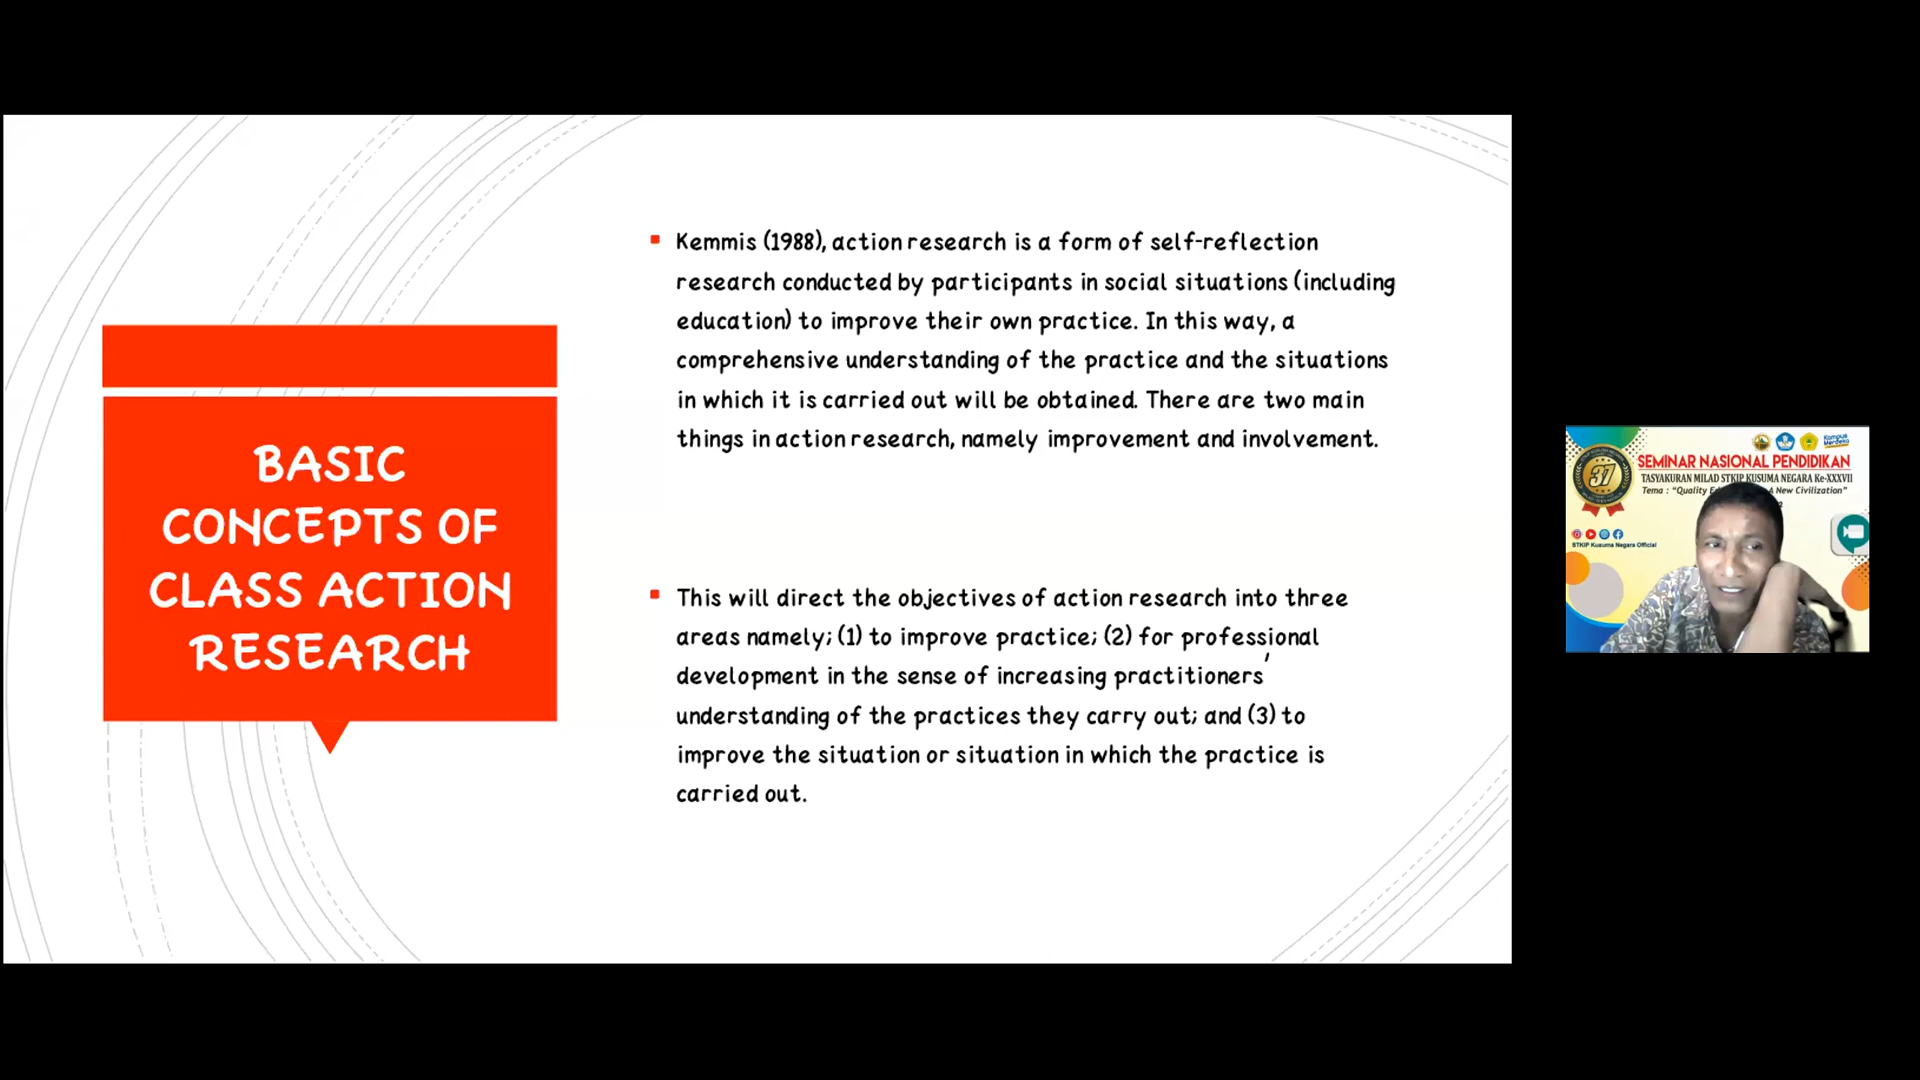 BASIC
CONCEPTS OF
CLASS ACTION
RESEARCH
Kemmis (1988), action research is a form of self-reflection
research conducted by participants in social situations (including
education) to improve their own practice. In this way, a
comprehensive understanding of the practice and the situations
in which it is carried out will be obtained. There are two main
things in action research, namely improvement and involvement.
This will direct the objectives of action research into three
areas namely; (1) to improve practice; (2) for professional
development in the sense of increasing practitioners'
understanding of the practices they carry out; and (3) to
improve the situation or situation in which the practice is
carried out.
Kampus
Merdeka
37
SEMINAR NASIONAL PENDIDIKAN
TASYAKURAN MILAD STKIP KUSUMA NEGARA Ke-XXXVII
Tema : "Quality A New Civilization"
STKIP Kusuma Negara Official